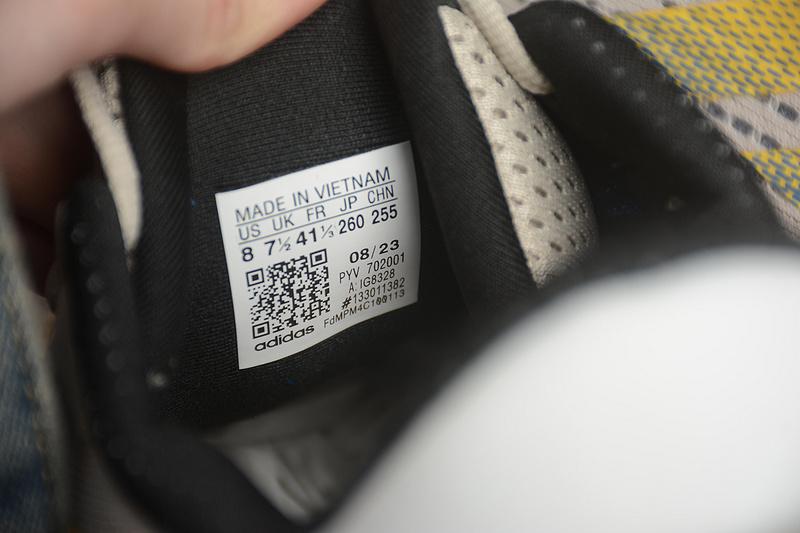 MADE IN VIETNAM
US UK FR JP CHN
8 7½ 41⅓ 260 255
08/23
PYV 702001
A: IG8328
#133011382
FdMPM4C100113
adidas